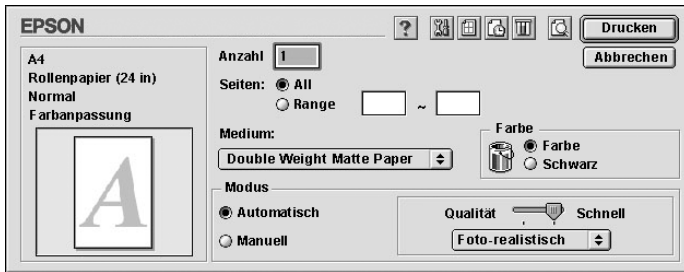 EPSON
?
Drucken
A4
Rollenpapier (24 in)
Normal
Farbanpassung
A
Anzahl 1
Abbrechen
Seiten: All
Range ~
Medium:
Double Weight Matte Paper
Farbe
Farbe
Schwarz
Modus
Automatisch
Manuell
Qualität Schnell
Foto-realistisch